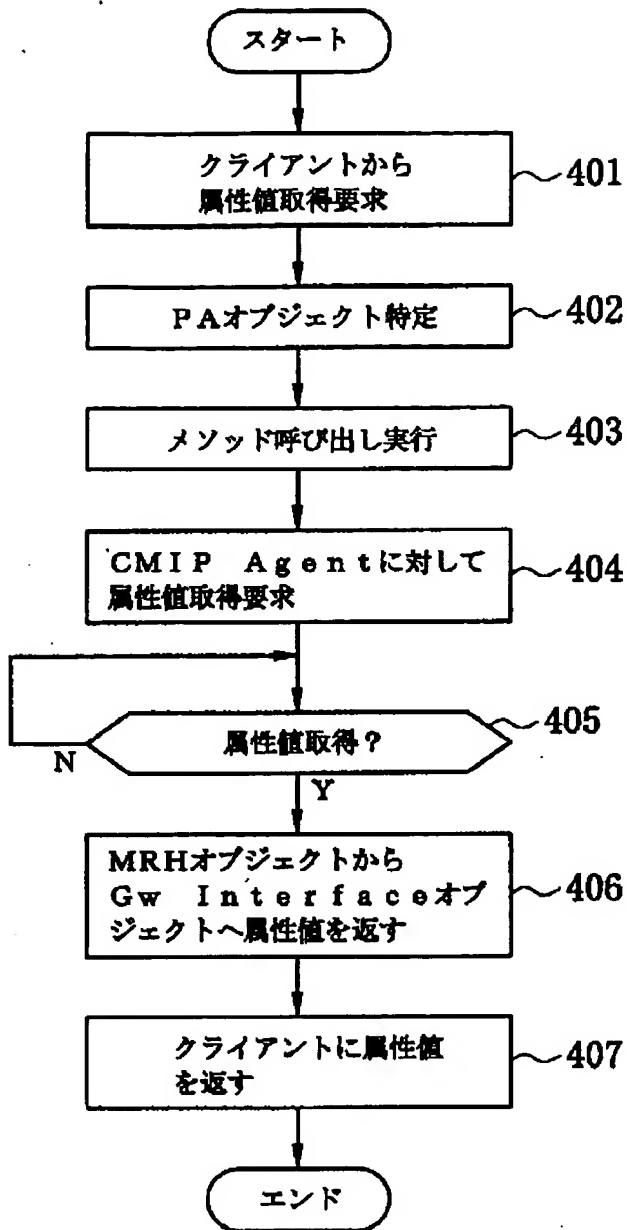 スタート
クライアントから
属性値取得要求
401
PAオブジェクト特定
402
メソッド呼び出し実行
403
CMIP Agentに対して
属性値取得要求
404
属性値取得?
405
N
Y
MRHオブジェクトから
Gw Interfaceオブ
ジェクトへ属性値を返す
406
クライアントに属性値
を返す
407
エンド